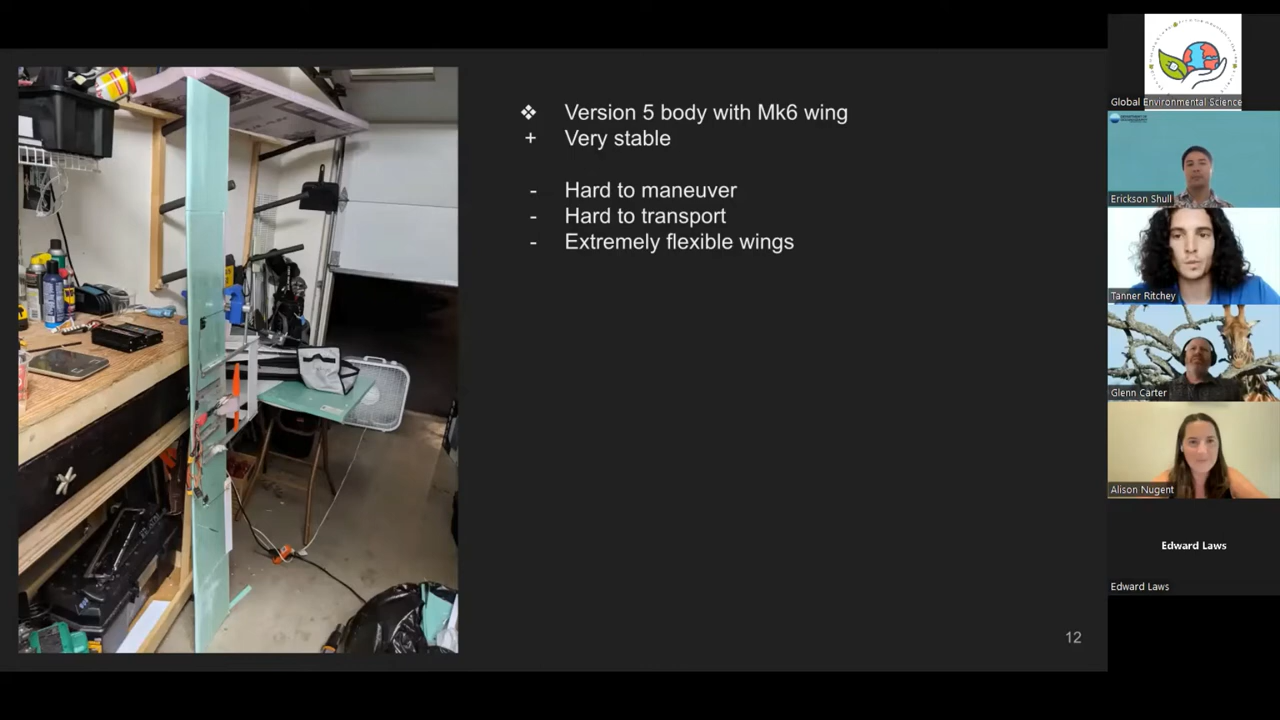 ❖ Version 5 body with Mk6 wing
+ Very stable
- Hard to maneuver
- Hard to transport
- Extremely flexible wings
12
Global Environmental Science
Erickson Shull
Tanner Ritchey
Glenn Carter
Alison Nugent
Edward Laws
Edward Laws